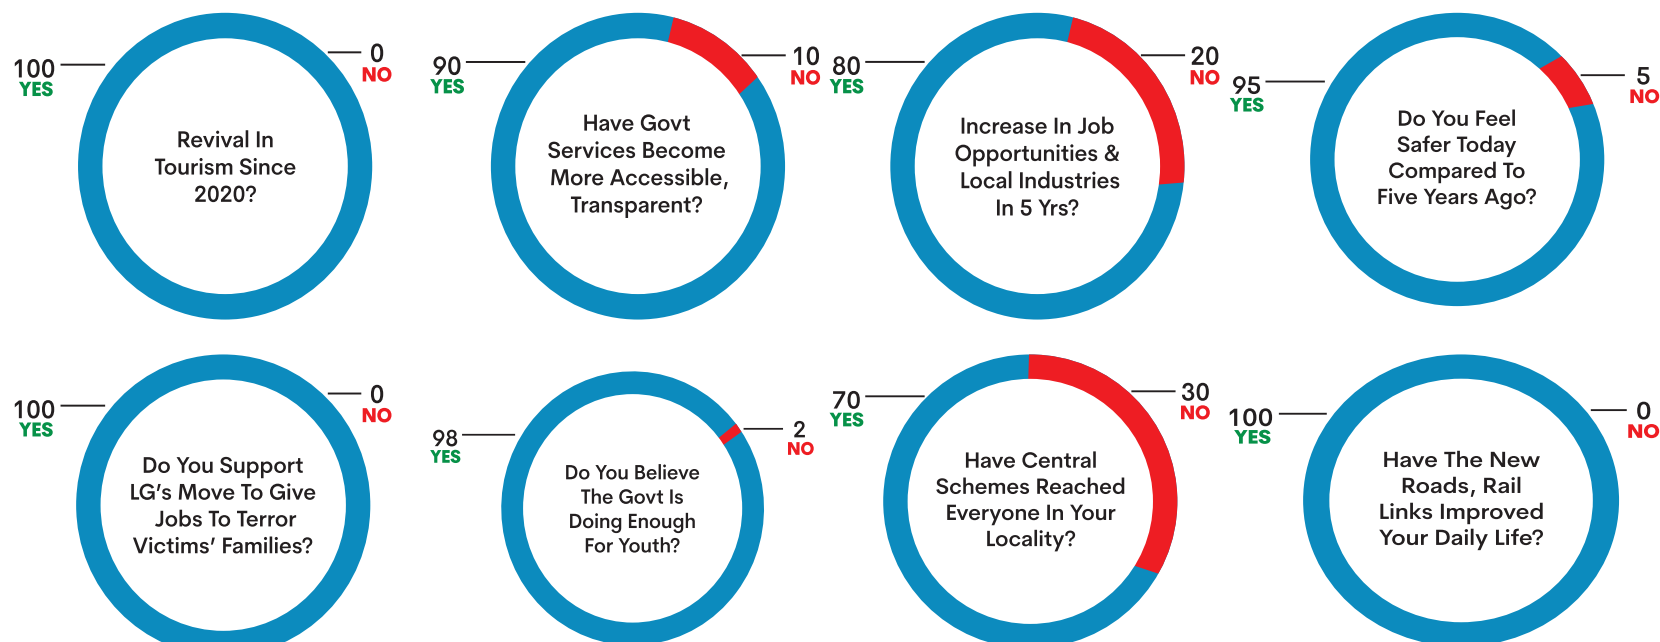 100
YES
0
NO
Revival In
Tourism Since
2020?
90
YES
10
NO
Have Govt
Services Become
More Accessible,
Transparent?
80
YES
20
NO
Increase In Job
Opportunities &
Local Industries
In 5 Yrs?
95
YES
5
NO
Do You Feel
Safer Today
Compared To
Five Years Ago?
100
YES
0
NO
Do You Support
LG's Move To Give
Jobs To Terror
Victims' Families?
98
YES
2
NO
Do You Believe
The Govt Is
Doing Enough
For Youth?
70
YES
30
NO
Have Central
Schemes Reached
Everyone In Your
Locality?
100
YES
0
NO
Have The New
Roads, Rail
Links Improved
Your Daily Life?